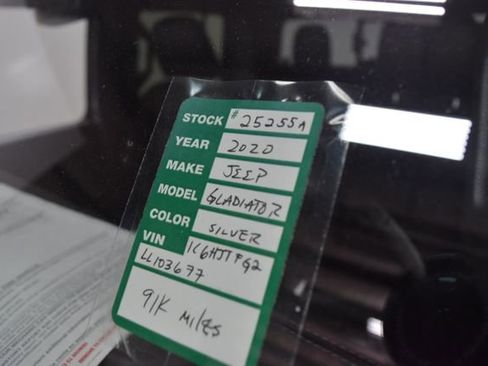 STOCK # 25255A
YEAR 2020
MAKE JEEP
MODEL GLADIATOR
COLOR SILVER
VIN 1C6HJTFG2
LL103677
91K MILES